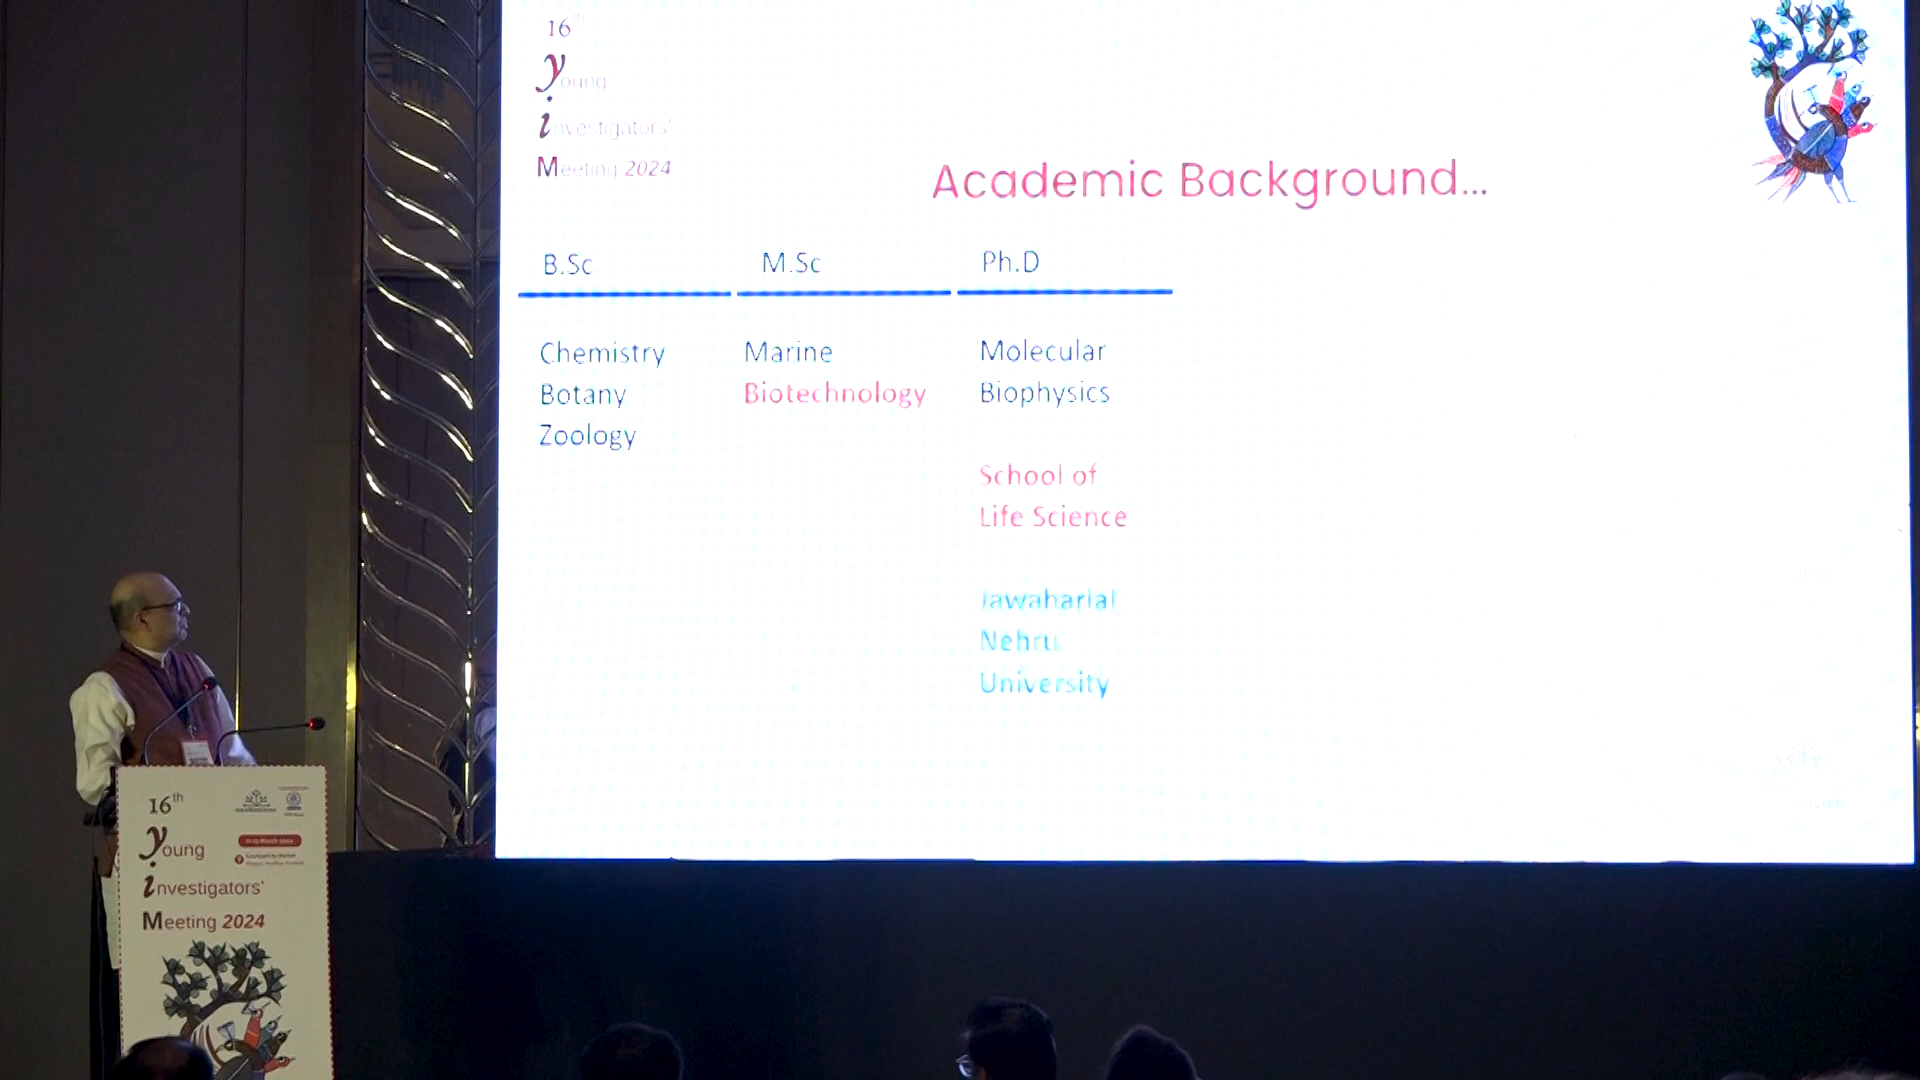 16th
Young
investigators'
Meeting 2024
Academic Background...
B.Sc
M.Sc
Ph.D
Chemistry
Botany
Zoology
Marine
Biotechnology
Molecular
Biophysics
School of
Life Science
Jawaharlal
Nehru
University
16th
Young
investigators'
Meeting 2024